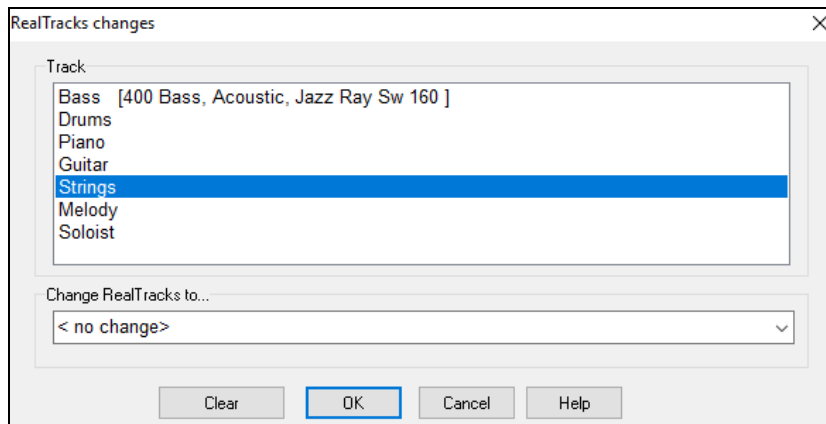 RealTracks changes
Track
Bass [400 Bass, Acoustic, Jazz Ray Sw 160 ]
Drums
Piano
Guitar
Strings
Melody
Soloist
Change RealTracks to...
< no change>
Clear OK Cancel Help